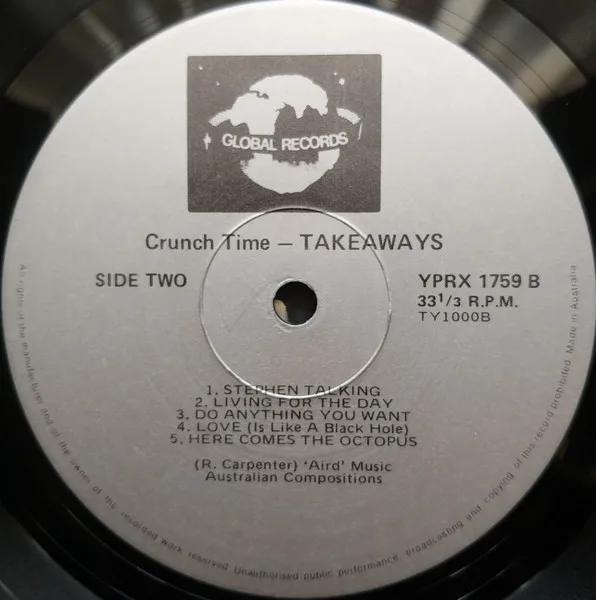 GLOBAL RECORDS
Crunch Time – TAKEAWAYS
SIDE TWO
YPRX 1759 B
33 1/3 R.P.M.
TY1000B
1. STEPHEN TALKING
2. LIVING FOR THE DAY
3. DO ANYTHING YOU WANT
4. LOVE (Is Like A Black Hole)
5. HERE COMES THE OCTOPUS
(R. Carpenter) 'Aird' Music
Australian Compositions
All rights of the manufacturer and of the owner of the recorded work reserved. Unauthorised public performance, broadcasting and copying of this record prohibited. Made in Australia